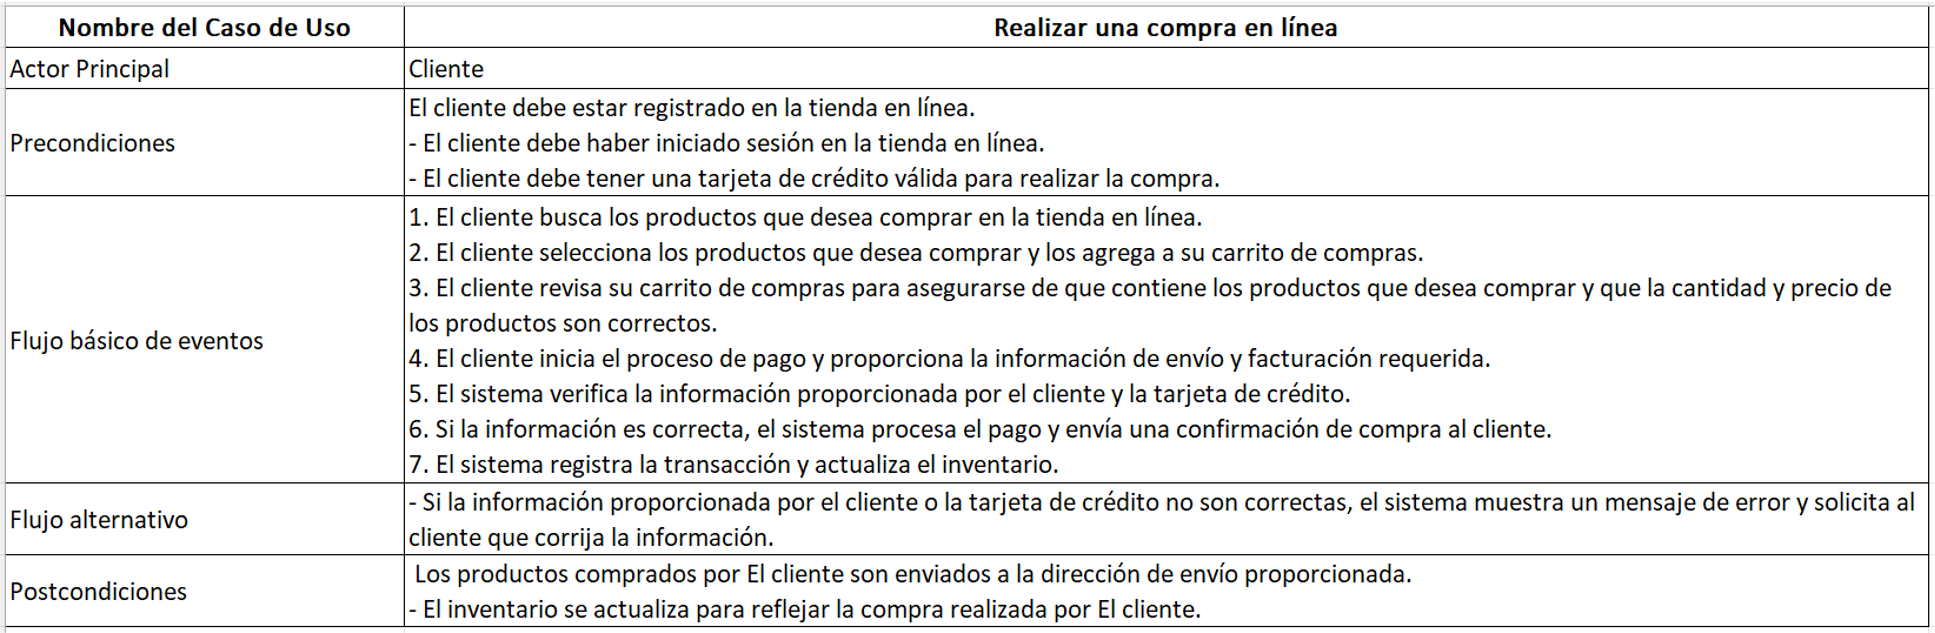 Nombre del Caso de Uso
Realizar una compra en línea
Actor Principal
Cliente
Precondiciones
El cliente debe estar registrado en la tienda en línea.
- El cliente debe haber iniciado sesión en la tienda en línea.
- El cliente debe tener una tarjeta de crédito válida para realizar la compra.
Flujo básico de eventos
1. El cliente busca los productos que desea comprar en la tienda en línea.
2. El cliente selecciona los productos que desea comprar y los agrega a su carrito de compras.
3. El cliente revisa su carrito de compras para asegurarse de que contiene los productos que desea comprar y que la cantidad y precio de
los productos son correctos.
4. El cliente inicia el proceso de pago y proporciona la información de envío y facturación requerida.
5. El sistema verifica la información proporcionada por el cliente y la tarjeta de crédito.
6. Si la información es correcta, el sistema procesa el pago y envía una confirmación de compra al cliente.
7. El sistema registra la transacción y actualiza el inventario.
Flujo alternativo
- Si la información proporcionada por el cliente o la tarjeta de crédito no son correctas, el sistema muestra un mensaje de error y solicita al
cliente que corrija la información.
Postcondiciones
Los productos comprados por El cliente son enviados a la dirección de envío proporcionada.
- El inventario se actualiza para reflejar la compra realizada por El cliente.